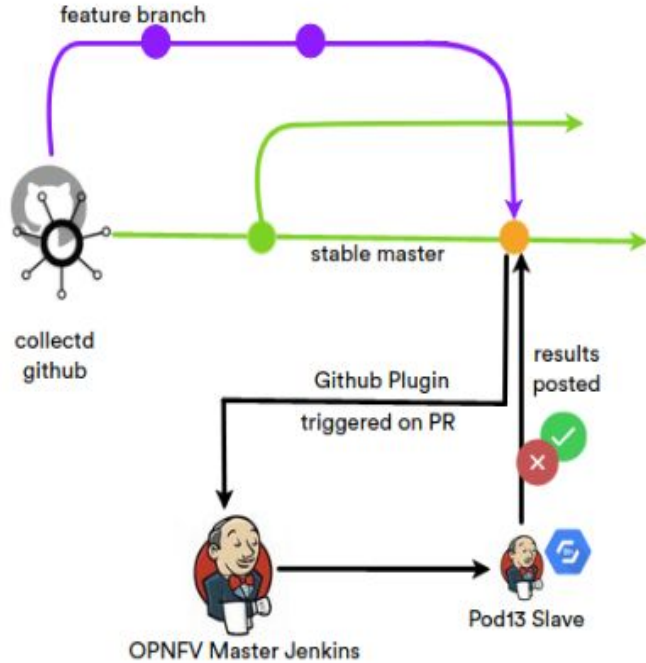 feature branch
stable master
collectd
github
Github Plugin
triggered on PR
results
posted
OPNFV Master Jenkins
Pod13 Slave